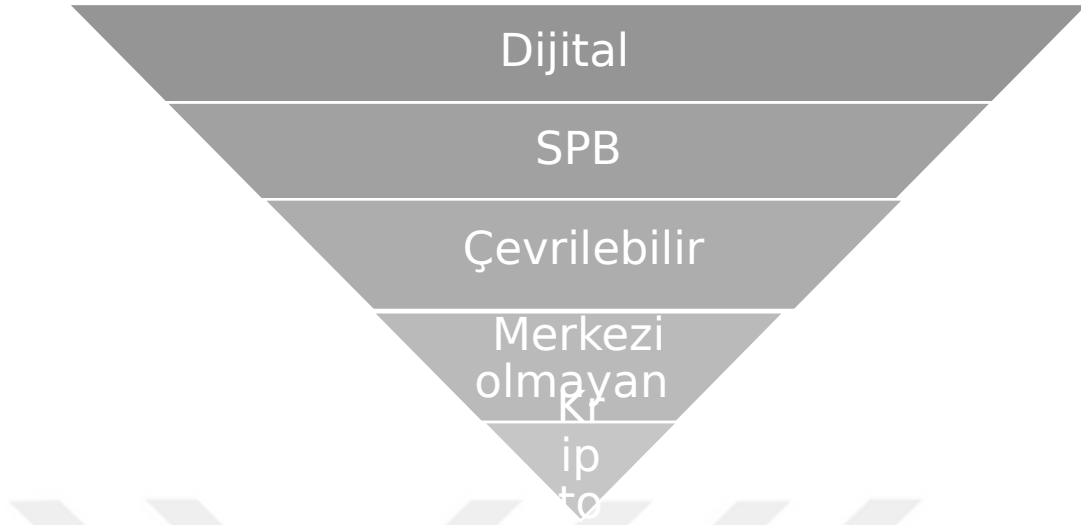 Dijital
SPB
Çevrilebilir
Merkezi
olmayan
Kr
ip
to